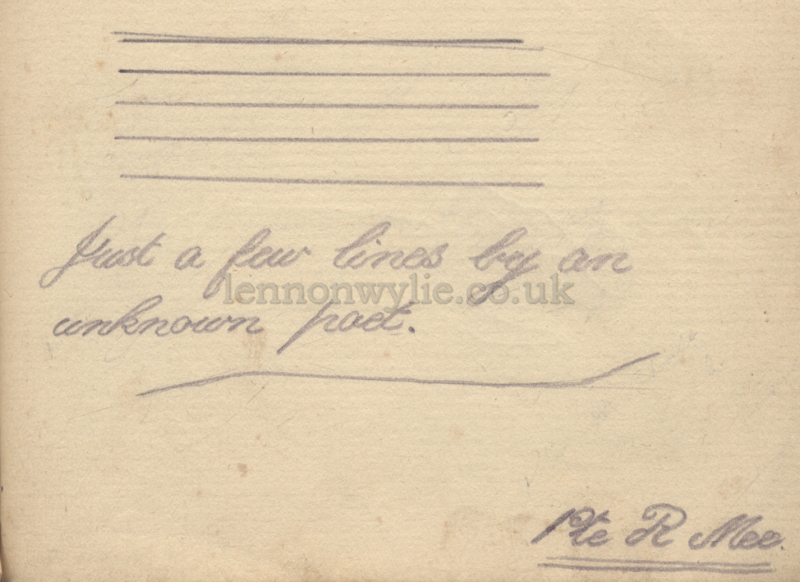 Just a few lines by an
lennonwylie.co.uk
unknown poet.
Pte R Mee.